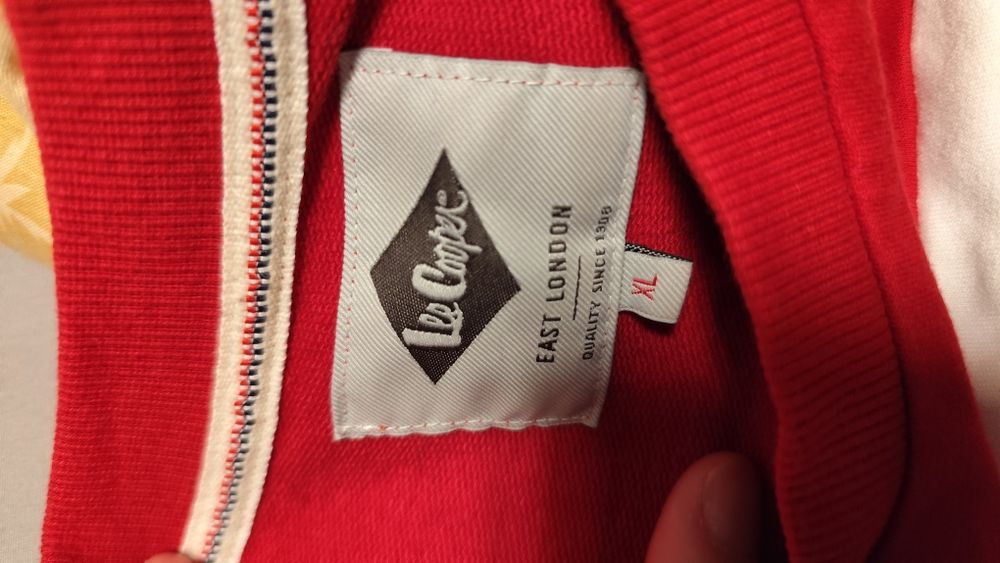 Lee Cooper
EAST LONDON
QUALITY SINCE 1908
XL